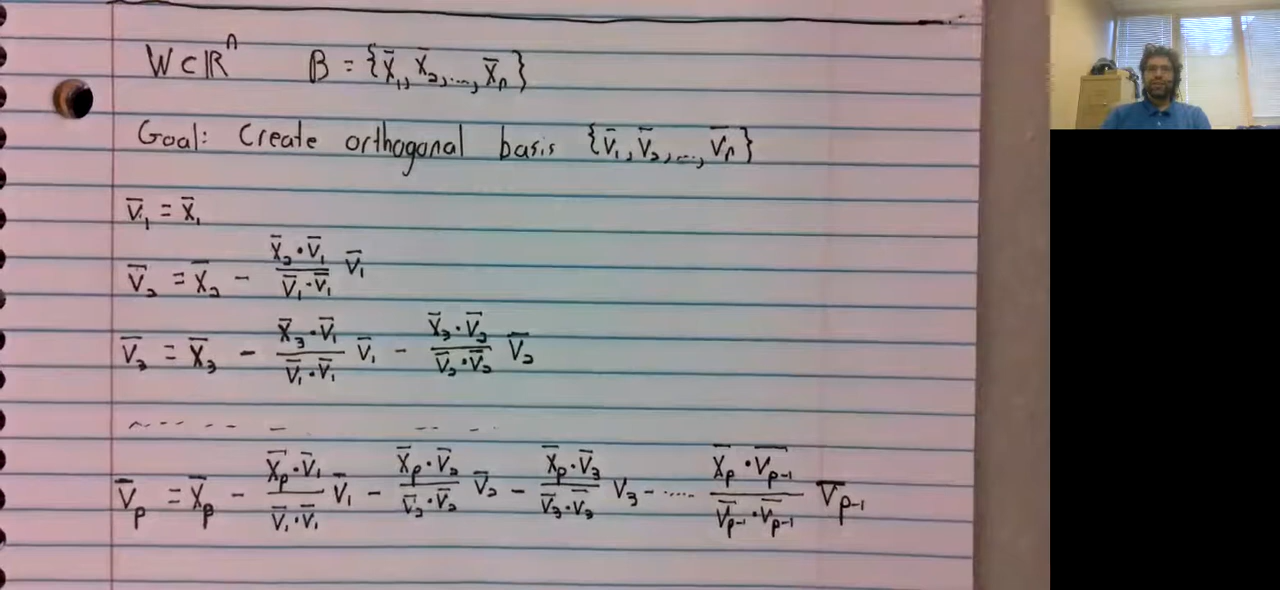 W ⊂ ℝⁿ β = {x̄₁, x̄₂, ..., x̄ₙ}
Goal: Create orthogonal basis {v̄₁, v̄₂, ..., v̄ₙ}
v̄₁ = x̄₁
v̄₂ = x̄₂ - (x̄₂·v̄₁)/(v̄₁·v̄₁) v̄₁
v̄₃ = x̄₃ - (x̄₃·v̄₁)/(v̄₁·v̄₁) v̄₁ - (x̄₃·v̄₂)/(v̄₂·v̄₂) v̄₂
v̄ₚ = x̄ₚ - (x̄ₚ·v̄₁)/(v̄₁·v̄₁) v̄₁ - (x̄ₚ·v̄₂)/(v̄₂·v̄₂) v̄₂ - (x̄ₚ·v̄₃)/(v̄₃·v̄₃) v₃ - ..... (x̄ₚ·v̄ₚ₋₁)/(v̄ₚ₋₁·v̄ₚ₋₁) v̄ₚ₋₁